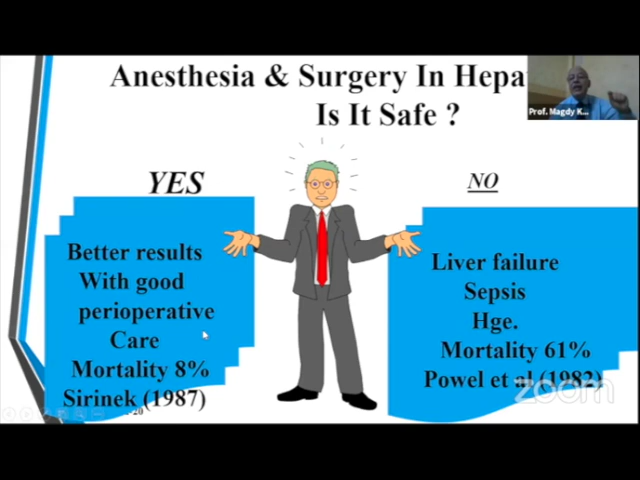 Anesthesia & Surgery In Hepa
Is It Safe ?
Prof. Magdy K...
YES
NO
Better results
With good
perioperative
Care
Mortality 8%
Sirinek (1987)
Liver failure
Sepsis
Hge.
Mortality 61%
Powel et al (1982)
zoom